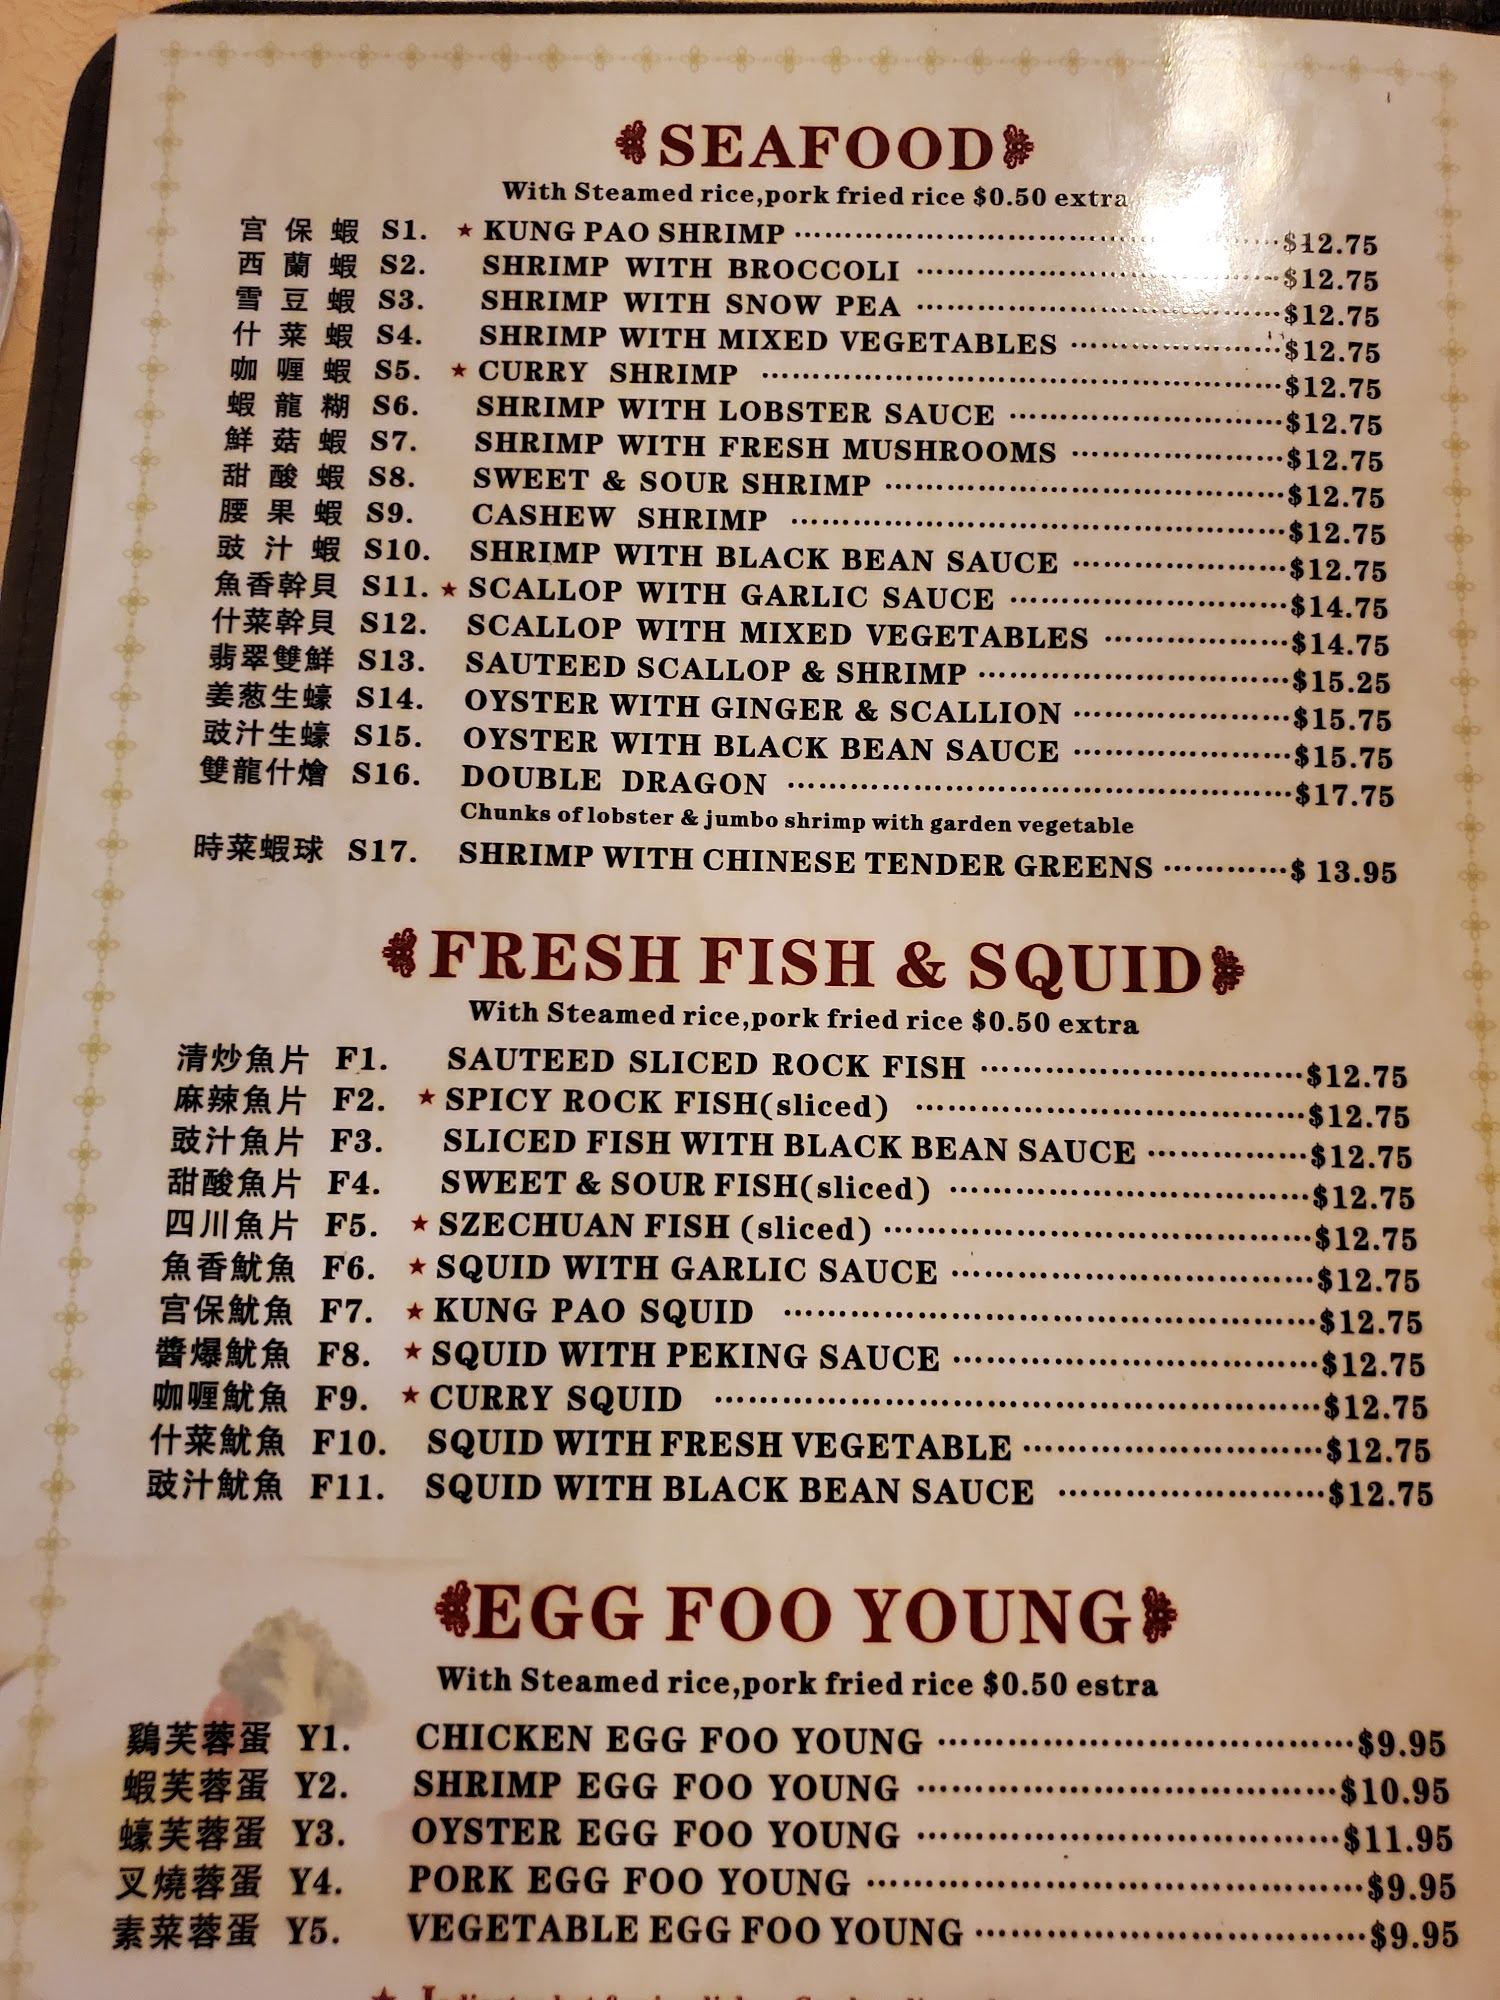 SEAFOOD
With Steamed rice,pork fried rice $0.50 extra
宮保蝦 S1. ★ KUNG PAO SHRIMP $12.75
西蘭蝦 S2. SHRIMP WITH BROCCOLI $12.75
雪豆蝦 S3. SHRIMP WITH SNOW PEA $12.75
什菜蝦 S4. SHRIMP WITH MIXED VEGETABLES $12.75
咖喱蝦 S5. ★ CURRY SHRIMP $12.75
蝦龍糊 S6. SHRIMP WITH LOBSTER SAUCE $12.75
鮮菇蝦 S7. SHRIMP WITH FRESH MUSHROOMS $12.75
甜酸蝦 S8. SWEET & SOUR SHRIMP $12.75
腰果蝦 S9. CASHEW SHRIMP $12.75
豉汁蝦 S10. SHRIMP WITH BLACK BEAN SAUCE $12.75
魚香幹貝 S11. ★ SCALLOP WITH GARLIC SAUCE $14.75
什菜幹貝 S12. SCALLOP WITH MIXED VEGETABLES $14.75
翡翠雙鮮 S13. SAUTEED SCALLOP & SHRIMP $15.25
姜葱生蠔 S14. OYSTER WITH GINGER & SCALLION $15.75
豉汁生蠔 S15. OYSTER WITH BLACK BEAN SAUCE $15.75
雙龍什燴 S16. DOUBLE DRAGON $17.75
Chunks of lobster & jumbo shrimp with garden vegetable
時菜蝦球 S17. SHRIMP WITH CHINESE TENDER GREENS $ 13.95
FRESH FISH & SQUID
With Steamed rice,pork fried rice $0.50 extra
清炒魚片 F1. SAUTEED SLICED ROCK FISH $12.75
麻辣魚片 F2. ★ SPICY ROCK FISH(sliced) $12.75
豉汁魚片 F3. SLICED FISH WITH BLACK BEAN SAUCE $12.75
甜酸魚片 F4. SWEET & SOUR FISH(sliced) $12.75
四川魚片 F5. ★ SZECHUAN FISH (sliced) $12.75
魚香魷魚 F6. ★ SQUID WITH GARLIC SAUCE $12.75
宮保魷魚 F7. ★ KUNG PAO SQUID $12.75
醬爆魷魚 F8. ★ SQUID WITH PEKING SAUCE $12.75
咖喱魷魚 F9. ★ CURRY SQUID $12.75
什菜魷魚 F10. SQUID WITH FRESH VEGETABLE $12.75
豉汁魷魚 F11. SQUID WITH BLACK BEAN SAUCE $12.75
EGG FOO YOUNG
With Steamed rice,pork fried rice $0.50 estra
鷄芙蓉蛋 Y1. CHICKEN EGG FOO YOUNG $9.95
蝦芙蓉蛋 Y2. SHRIMP EGG FOO YOUNG $10.95
蠔芙蓉蛋 Y3. OYSTER EGG FOO YOUNG $11.95
叉燒蓉蛋 Y4. PORK EGG FOO YOUNG $9.95
素菜蓉蛋 Y5. VEGETABLE EGG FOO YOUNG $9.95